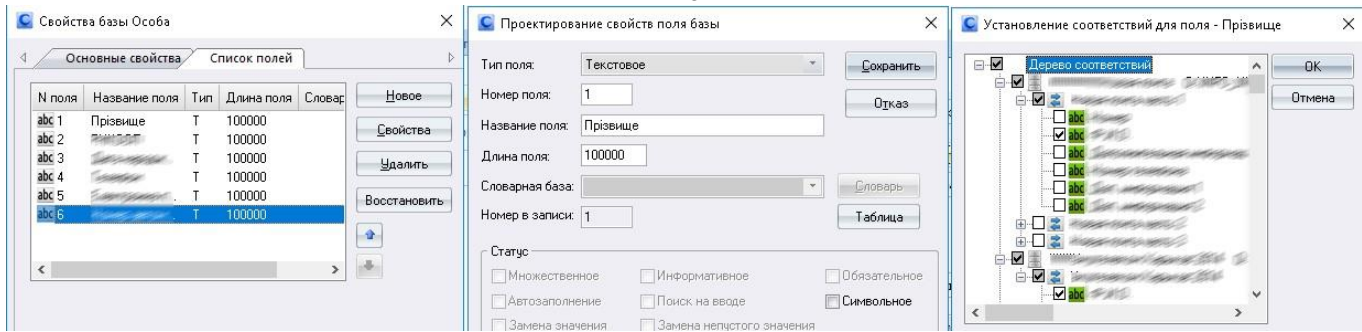 Свойства базы Особа
Основные свойства
Список полей
N поля Название поля Тип Длина поля Словар
abc 1 Прізвище Т 100000
abc 2 Т 100000
abc 3 Т 100000
abc 4 Т 100000
abc 5 Т 100000
abc 6 Т 100000
Новое
Свойства
Удалить
Восстановить
Проектирование свойств поля базы
Тип поля: Текстовое
Номер поля: 1
Название поля: Прізвище
Длина поля: 100000
Словарная база:
Номер в записи: 1
Сохранить
Отказ
Словарь
Таблица
Статус
Множественное Информативное Обязательное
Автозаполнение Поиск на вводе Символьное
Замена значения Замена непустого значения
Установление соответствий для поля - Прізвище
Дерево соответствий
abc
abc
abc
abc
abc
abc
abc
OK
Отмена